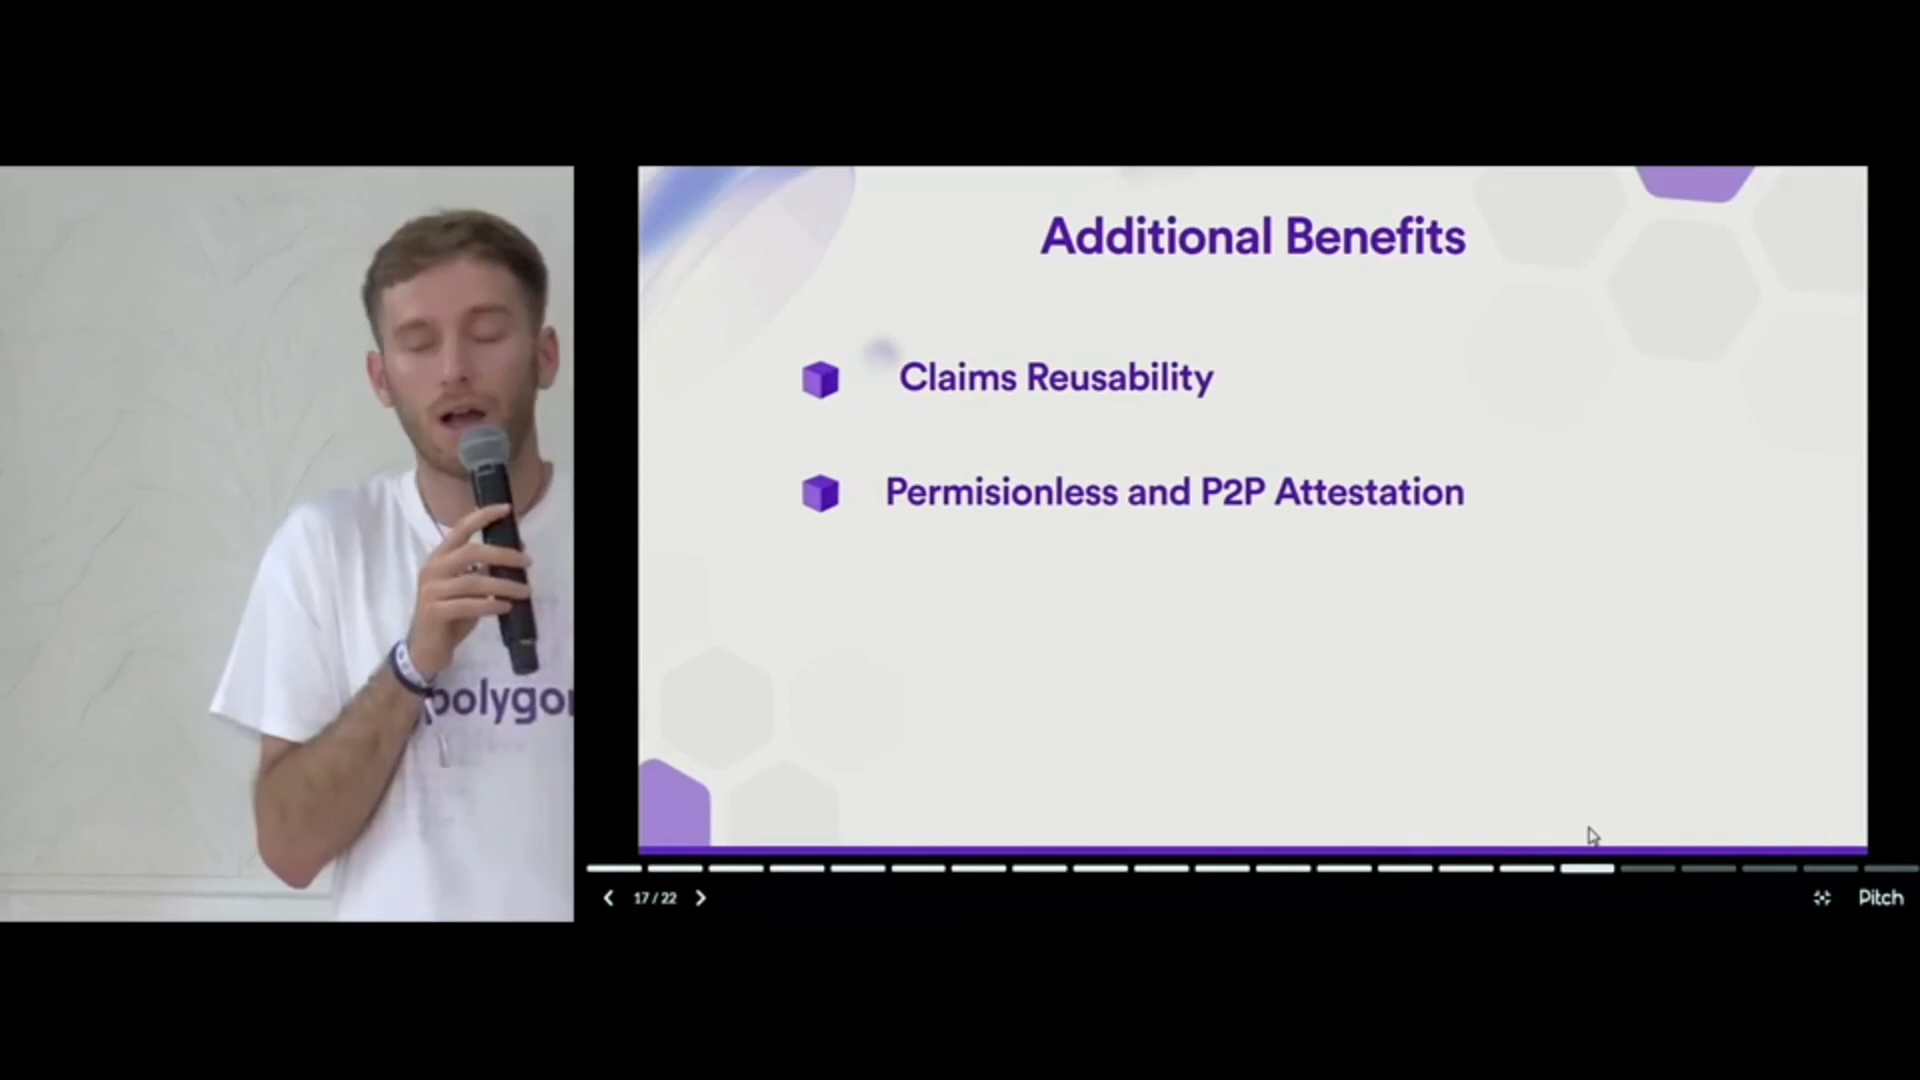 Additional Benefits
Claims Reusability
Permisionless and P2P Attestation
polygon
17 / 22
Pitch